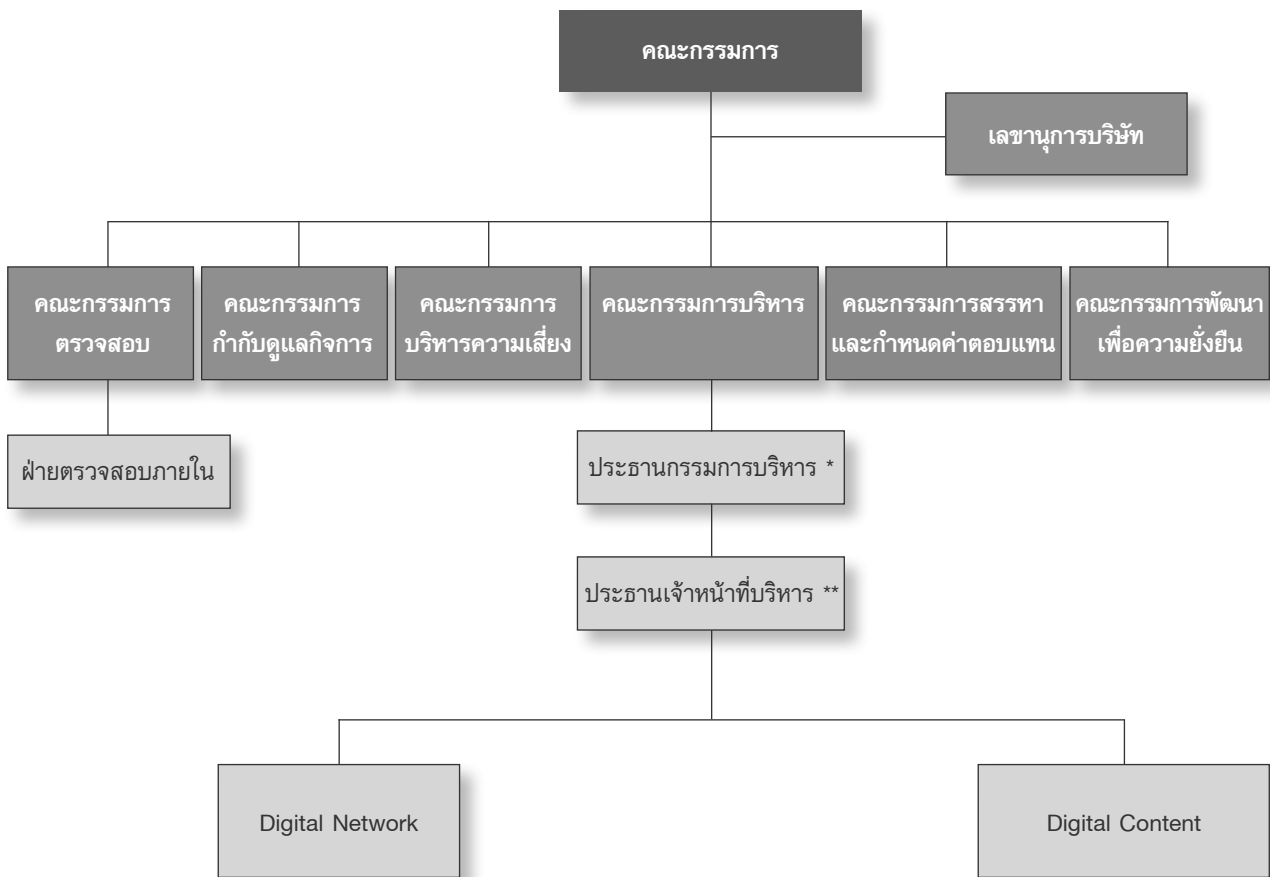 คณะกรรมการ
เลขานุการบริษัท
คณะกรรมการ
ตรวจสอบ
คณะกรรมการ
กำกับดูแลกิจการ
คณะกรรมการ
บริหารความเสี่ยง
คณะกรรมการบริหาร
คณะกรรมการสรรหา
และกำหนดค่าตอบแทน
คณะกรรมการพัฒนา
เพื่อความยั่งยืน
ฝ่ายตรวจสอบภายใน
ประธานกรรมการบริหาร *
ประธานเจ้าหน้าที่บริหาร **
Digital Network
Digital Content